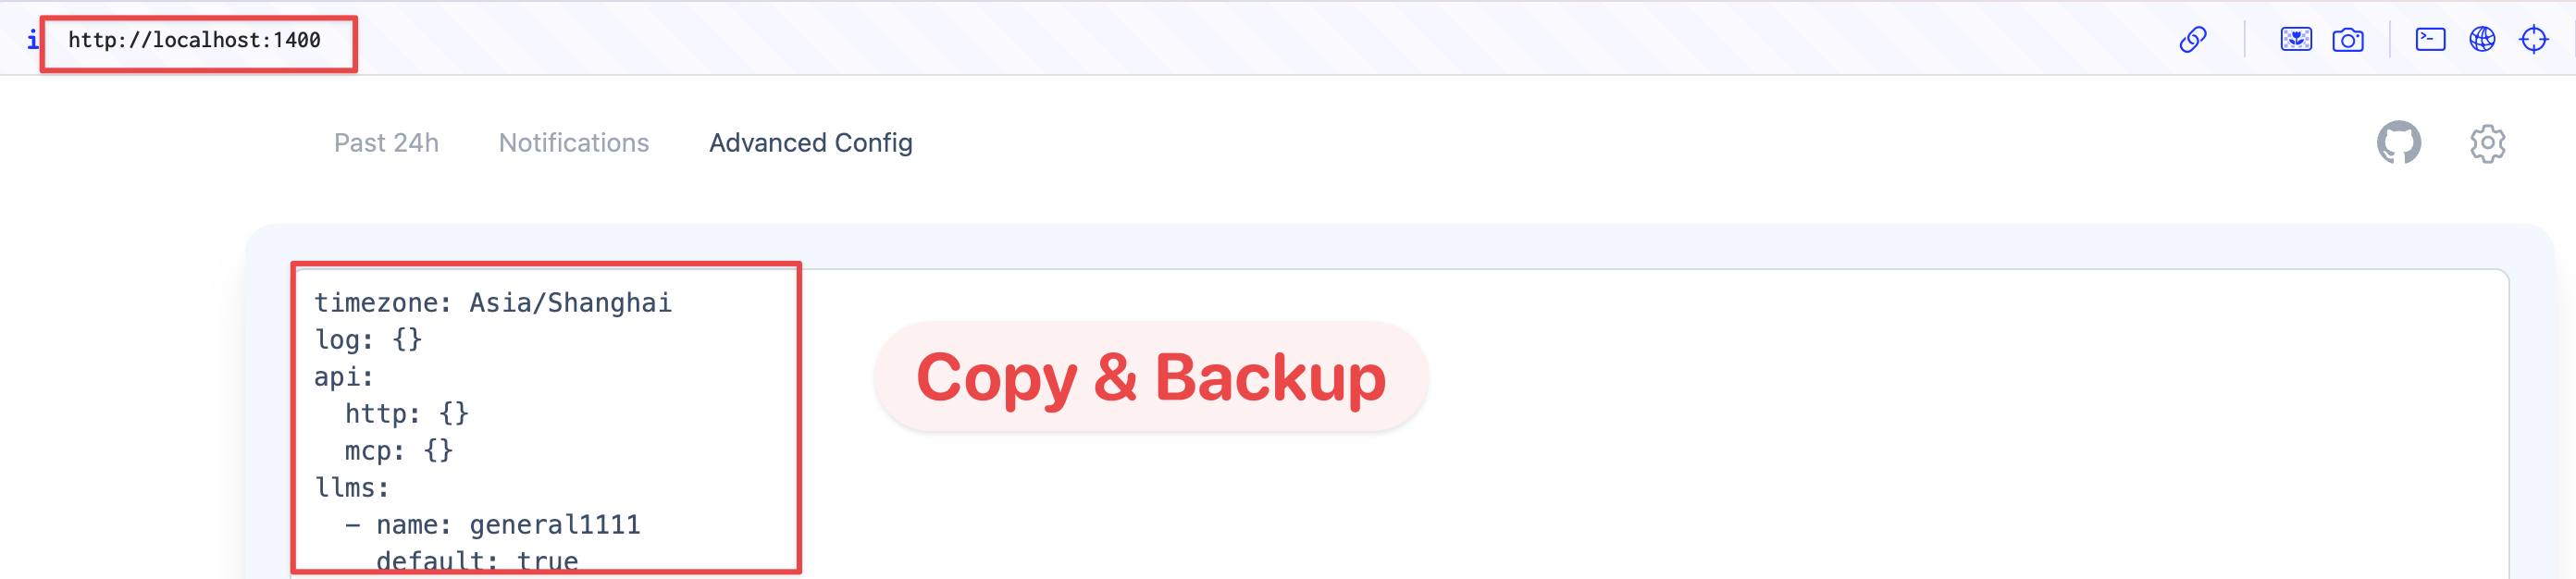 i http://localhost:1400
Past 24h Notifications Advanced Config
timezone: Asia/Shanghai
log: {}
api:
  http: {}
  mcp: {}
llms:
  - name: general1111
    default: true
Copy & Backup